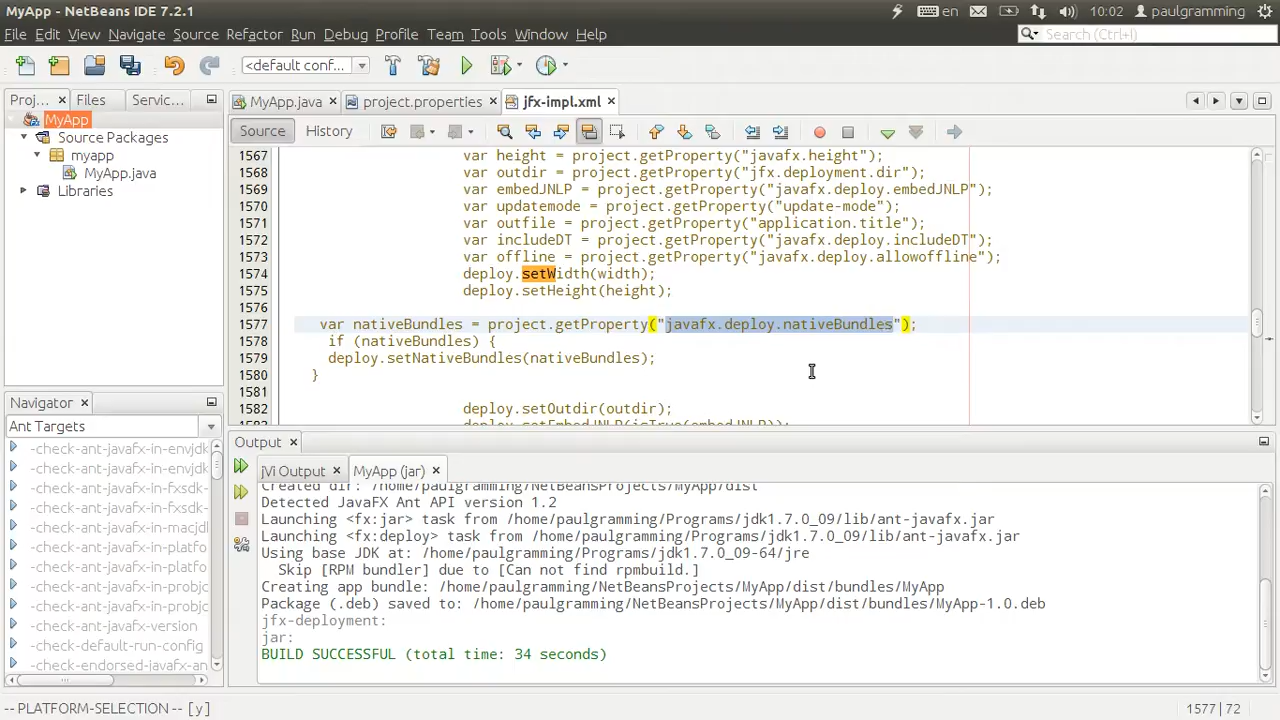 MyApp - NetBeans IDE 7.2.1
en
10:02
paulgramming
File Edit View Navigate Source Refactor Run Debug Profile Team Tools Window Help
Search (Ctrl+I)
<default conf...
Proj... Files Servic...
MyApp.java project.properties jfx-impl.xml
MyApp
Source Packages
myapp
MyApp.java
Libraries
Source History
1567 var height = project.getProperty("javafx.height");
1568 var outdir = project.getProperty("jfx.deployment.dir");
1569 var embedJNLP = project.getProperty("javafx.deploy.embedJNLP");
1570 var updatemode = project.getProperty("update-mode");
1571 var outfile = project.getProperty("application.title");
1572 var includeDT = project.getProperty("javafx.deploy.includeDT");
1573 var offline = project.getProperty("javafx.deploy.allowoffline");
1574 deploy.setWidth(width);
1575 deploy.setHeight(height);
1576
1577 var nativeBundles = project.getProperty("javafx.deploy.nativeBundles");
1578 if (nativeBundles) {
1579 deploy.setNativeBundles(nativeBundles);
1580 }
1581
1582 deploy.setOutdir(outdir);
deploy.setEmbedJNLP(isTrue(embedJNLP));
Navigator
Ant Targets
-check-ant-javafx-in-envjdk
-check-ant-javafx-in-envjdk
-check-ant-javafx-in-fxsdk-
-check-ant-javafx-in-fxsdk-
-check-ant-javafx-in-macjdl
-check-ant-javafx-in-platfo
-check-ant-javafx-in-platfo
-check-ant-javafx-in-probjc
-check-ant-javafx-in-probjc
-check-ant-javafx-version
-check-default-run-config
-check-endorsed-javafx-an
Output
jVi Output MyApp (jar)
Created dir: /home/paulgramming/NetBeansProjects/MyApp/dist
Detected JavaFX Ant API version 1.2
Launching <fx:jar> task from /home/paulgramming/Programs/jdk1.7.0_09/lib/ant-javafx.jar
Launching <fx:deploy> task from /home/paulgramming/Programs/jdk1.7.0_09/lib/ant-javafx.jar
Using base JDK at: /home/paulgramming/Programs/jdk1.7.0_09-64/jre
Skip [RPM bundler] due to [Can not find rpmbuild.]
Creating app bundle: /home/paulgramming/NetBeansProjects/MyApp/dist/bundles/MyApp
Package (.deb) saved to: /home/paulgramming/NetBeansProjects/MyApp/dist/bundles/MyApp-1.0.deb
jfx-deployment:
jar:
BUILD SUCCESSFUL (total time: 34 seconds)
-- PLATFORM-SELECTION -- [y]
1577 | 72